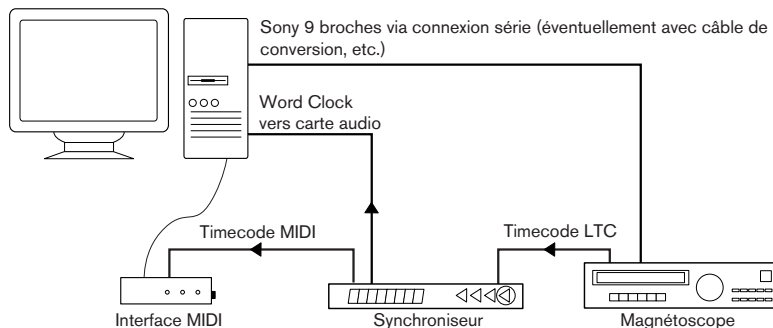 Sony 9 broches via connexion série (éventuellement avec câble de
conversion, etc.)
Word Clock
vers carte audio
Timecode MIDI
Timecode LTC
Interface MIDI
Synchroniseur
Magnétoscope